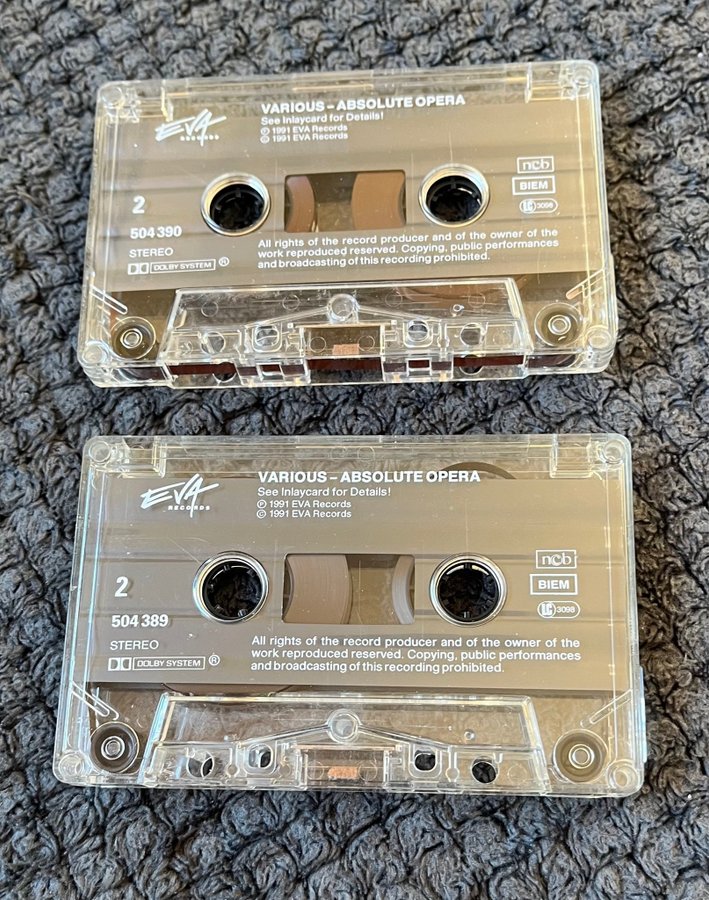 VARIOUS – ABSOLUTE OPERA
See Inlaycard for Details!
Ⓟ 1991 EVA Records
© 1991 EVA Records
EVA
RECORDS
ncb
BIEM
LC 3098
2
504 390
STEREO
DOLBY SYSTEM ®
All rights of the record producer and of the owner of the
work reproduced reserved. Copying, public performances
and broadcasting of this recording prohibited.
VARIOUS – ABSOLUTE OPERA
See Inlaycard for Details!
Ⓟ 1991 EVA Records
© 1991 EVA Records
EVA
RECORDS
ncb
BIEM
LC 3098
2
504 389
STEREO
DOLBY SYSTEM ®
All rights of the record producer and of the owner of the
work reproduced reserved. Copying, public performances
and broadcasting of this recording prohibited.